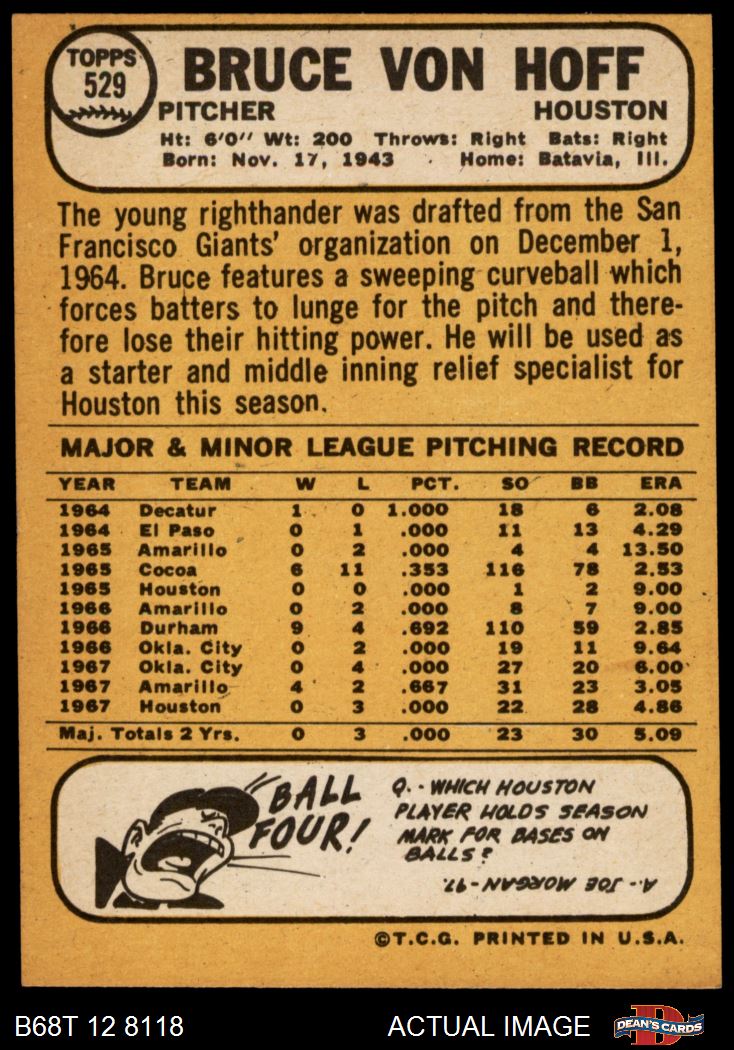 TOPPS
529
BRUCE VON HOFF
PITCHER HOUSTON
Ht: 6'0" Wt: 200 Throws: Right Bats: Right
Born: Nov. 17, 1943 Home: Batavia, Ill.
The young righthander was drafted from the San
Francisco Giants' organization on December 1,
1964. Bruce features a sweeping curveball which
forces batters to lunge for the pitch and there-
fore lose their hitting power. He will be used as
a starter and middle inning relief specialist for
Houston this season.
MAJOR & MINOR LEAGUE PITCHING RECORD
YEAR TEAM W L PCT. SO BB ERA
1964 Decatur 1 0 1.000 18 6 2.08
1964 El Paso 0 1 .000 11 13 4.29
1965 Amarillo 0 2 .000 4 4 13.50
1965 Cocoa 6 11 .353 116 78 2.53
1965 Houston 0 0 .000 1 2 9.00
1966 Amarillo 0 2 .000 8 7 9.00
1966 Durham 9 4 .692 110 59 2.85
1966 Okla. City 0 2 .000 19 11 9.64
1967 Okla. City 0 4 .000 27 20 6.00
1967 Amarillo 4 2 .667 31 23 3.05
1967 Houston 0 3 .000 22 28 4.86
Maj. Totals 2 Yrs. 0 3 .000 23 30 5.09
BALL
FOUR!
Q.- WHICH HOUSTON
PLAYER HOLDS SEASON
MARK FOR BASES ON
BALLS?
A.- JOE MORGAN - 97.
©T.C.G. PRINTED IN U.S.A.
B68T 12 8118 ACTUAL IMAGE
D
DEAN'S CARDS